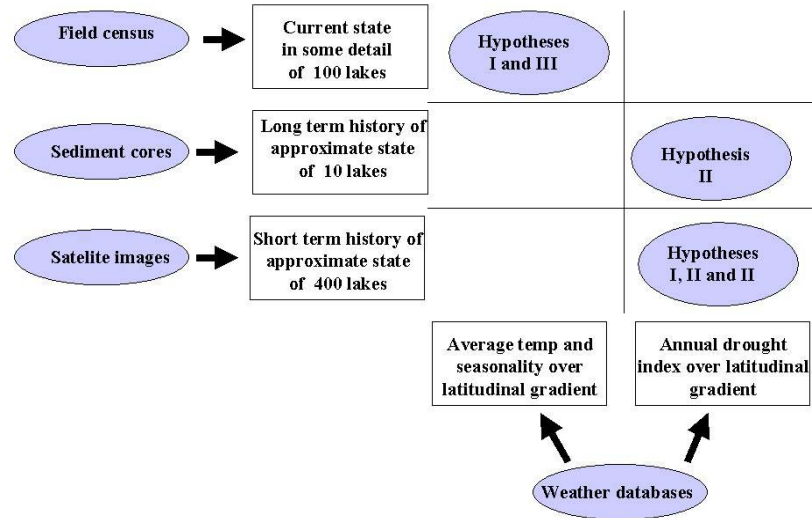 Field census
Current state
in some detail
of 100 lakes
Hypotheses
I and III
Sediment cores
Long term history of
approximate state
of 10 lakes
Hypothesis
II
Satelite images
Short term history of
approximate state
of 400 lakes
Hypotheses
I, II and II
Average temp and
seasonality over
latitudinal gradient
Annual drought
index over latitudinal
gradient
Weather databases